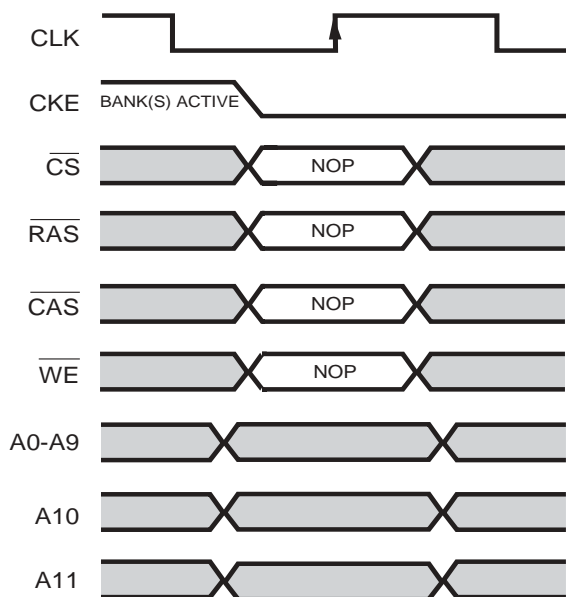 CLK
CKE BANK(S) ACTIVE
CS NOP
RAS NOP
CAS NOP
WE NOP
A0-A9
A10
A11